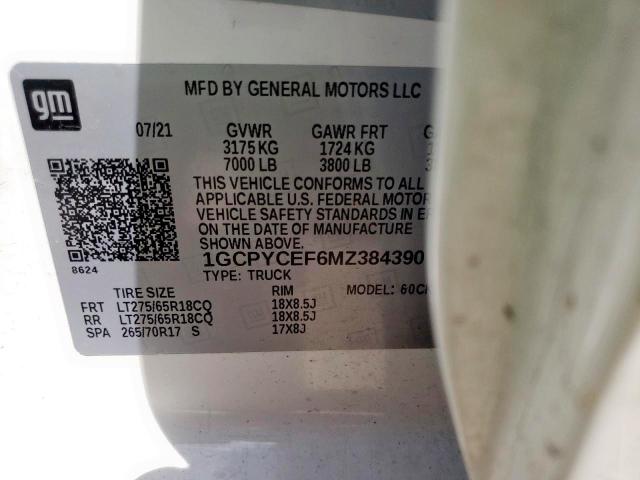 gm
MFD BY GENERAL MOTORS LLC
07/21 GVWR GAWR FRT
3175 KG 1724 KG
7000 LB 3800 LB
THIS VEHICLE CONFORMS TO ALL
APPLICABLE U.S. FEDERAL MOTOR
VEHICLE SAFETY STANDARDS IN
ON THE DATE OF MANUFACTURE
SHOWN ABOVE.
8624
1GCPYCEF6MZ384390
TYPE: TRUCK
TIRE SIZE RIM MODEL:
FRT LT275/65R18CQ 18X8.5J
RR LT275/65R18CQ 18X8.5J
SPA 265/70R17 S 17X8J